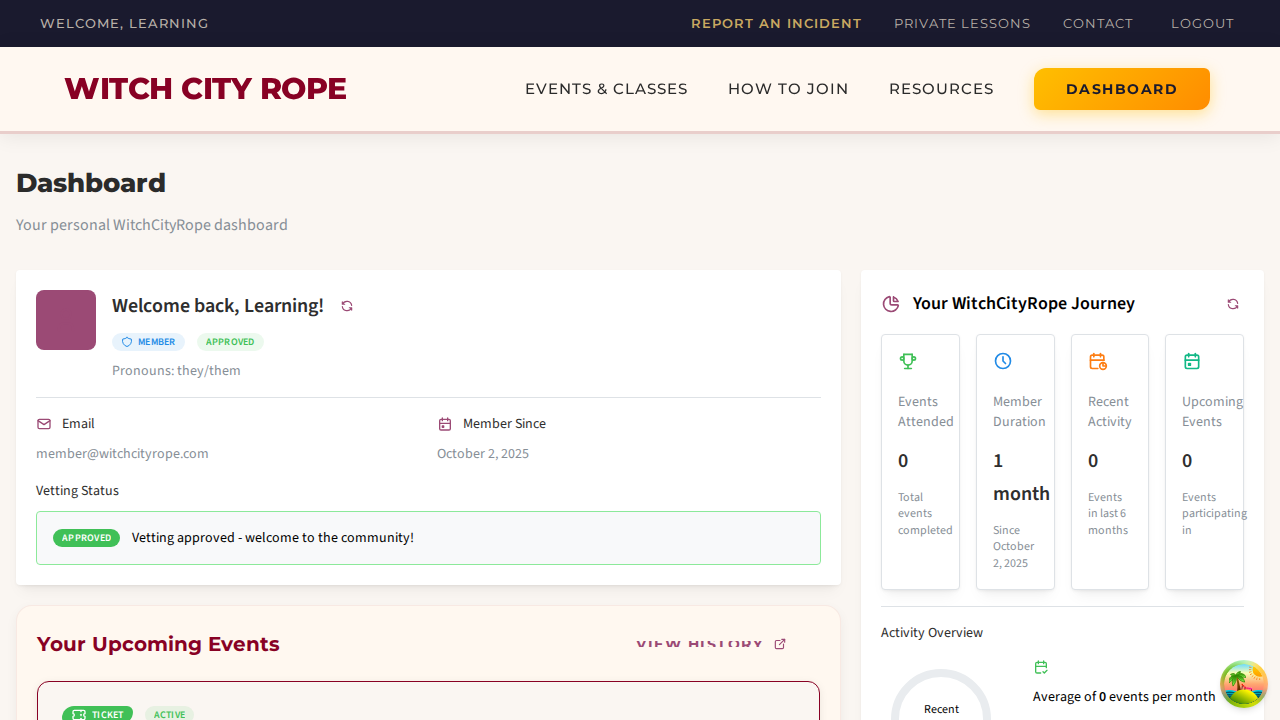 WELCOME, LEARNING
REPORT AN INCIDENT PRIVATE LESSONS CONTACT LOGOUT
WITCH CITY ROPE
EVENTS & CLASSES HOW TO JOIN RESOURCES DASHBOARD
Dashboard
Your personal WitchCityRope dashboard
Welcome back, Learning!
MEMBER APPROVED
Pronouns: they/them
Email
member@witchcityrope.com
Member Since
October 2, 2025
Vetting Status
APPROVED Vetting approved - welcome to the community!
Your Upcoming Events
VIEW HISTORY
TICKET ACTIVE
Your WitchCityRope Journey
Events
Attended
0
Total
events
completed
Member
Duration
1
month
Since
October
2, 2025
Recent
Activity
0
Events
in last 6
months
Upcoming
Events
0
Events
participating
in
Activity Overview
Recent
Average of 0 events per month